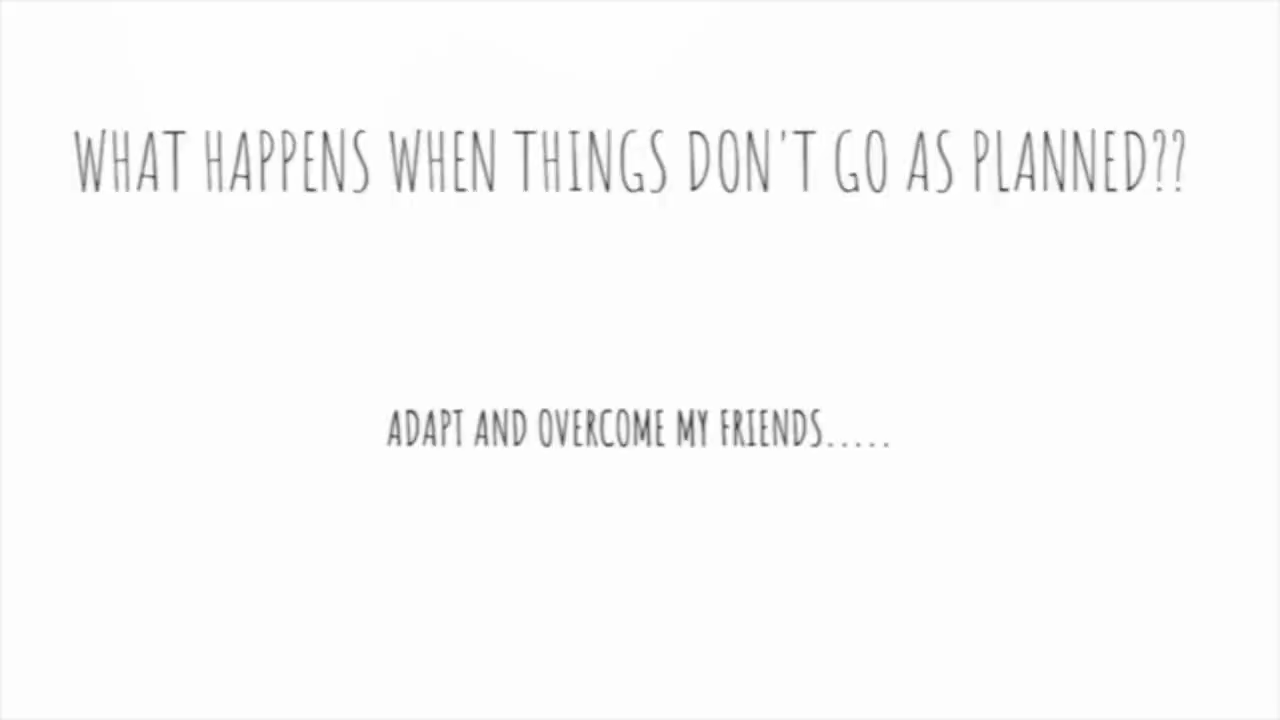 WHAT HAPPENS WHEN THINGS DON'T GO AS PLANNED??
ADAPT AND OVERCOME MY FRIENDS.....